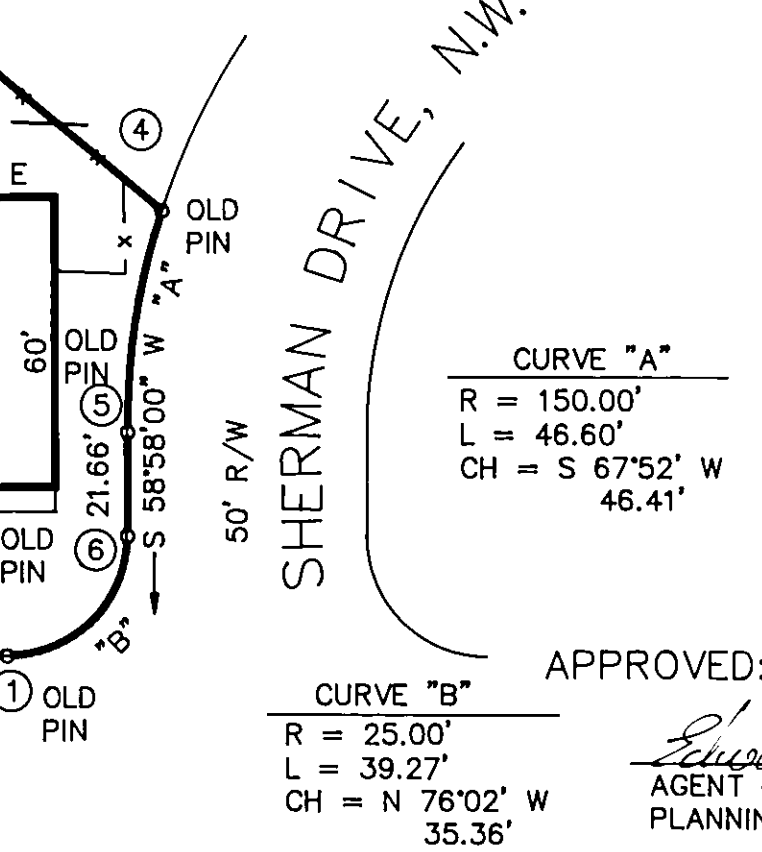 SHERMAN DRIVE, N.W.
4
E
OLD
PIN
x
"A"
60'
OLD
PIN
5
21.66'
S 58°58'00" W
50' R/W
6
OLD
PIN
"B"
1
OLD
PIN
CURVE "A"
R = 150.00'
L = 46.60'
CH = S 67°52' W
46.41'
CURVE "B"
R = 25.00'
L = 39.27'
CH = N 76°02' W
35.36'
APPROVED:
AGENT
PLANNIN